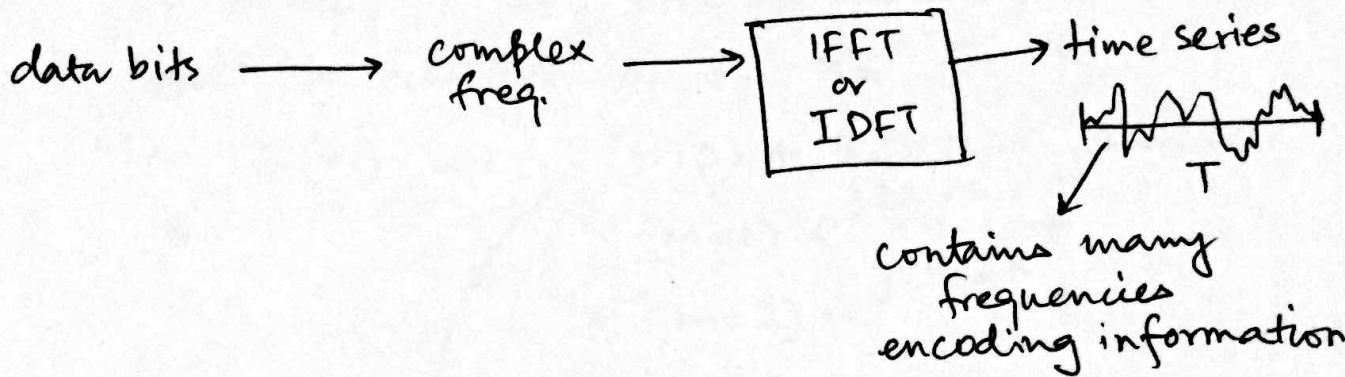 data bits
complex
freq.
IFFT
or
IDFT
time series
T
contains many
frequencies
encoding information